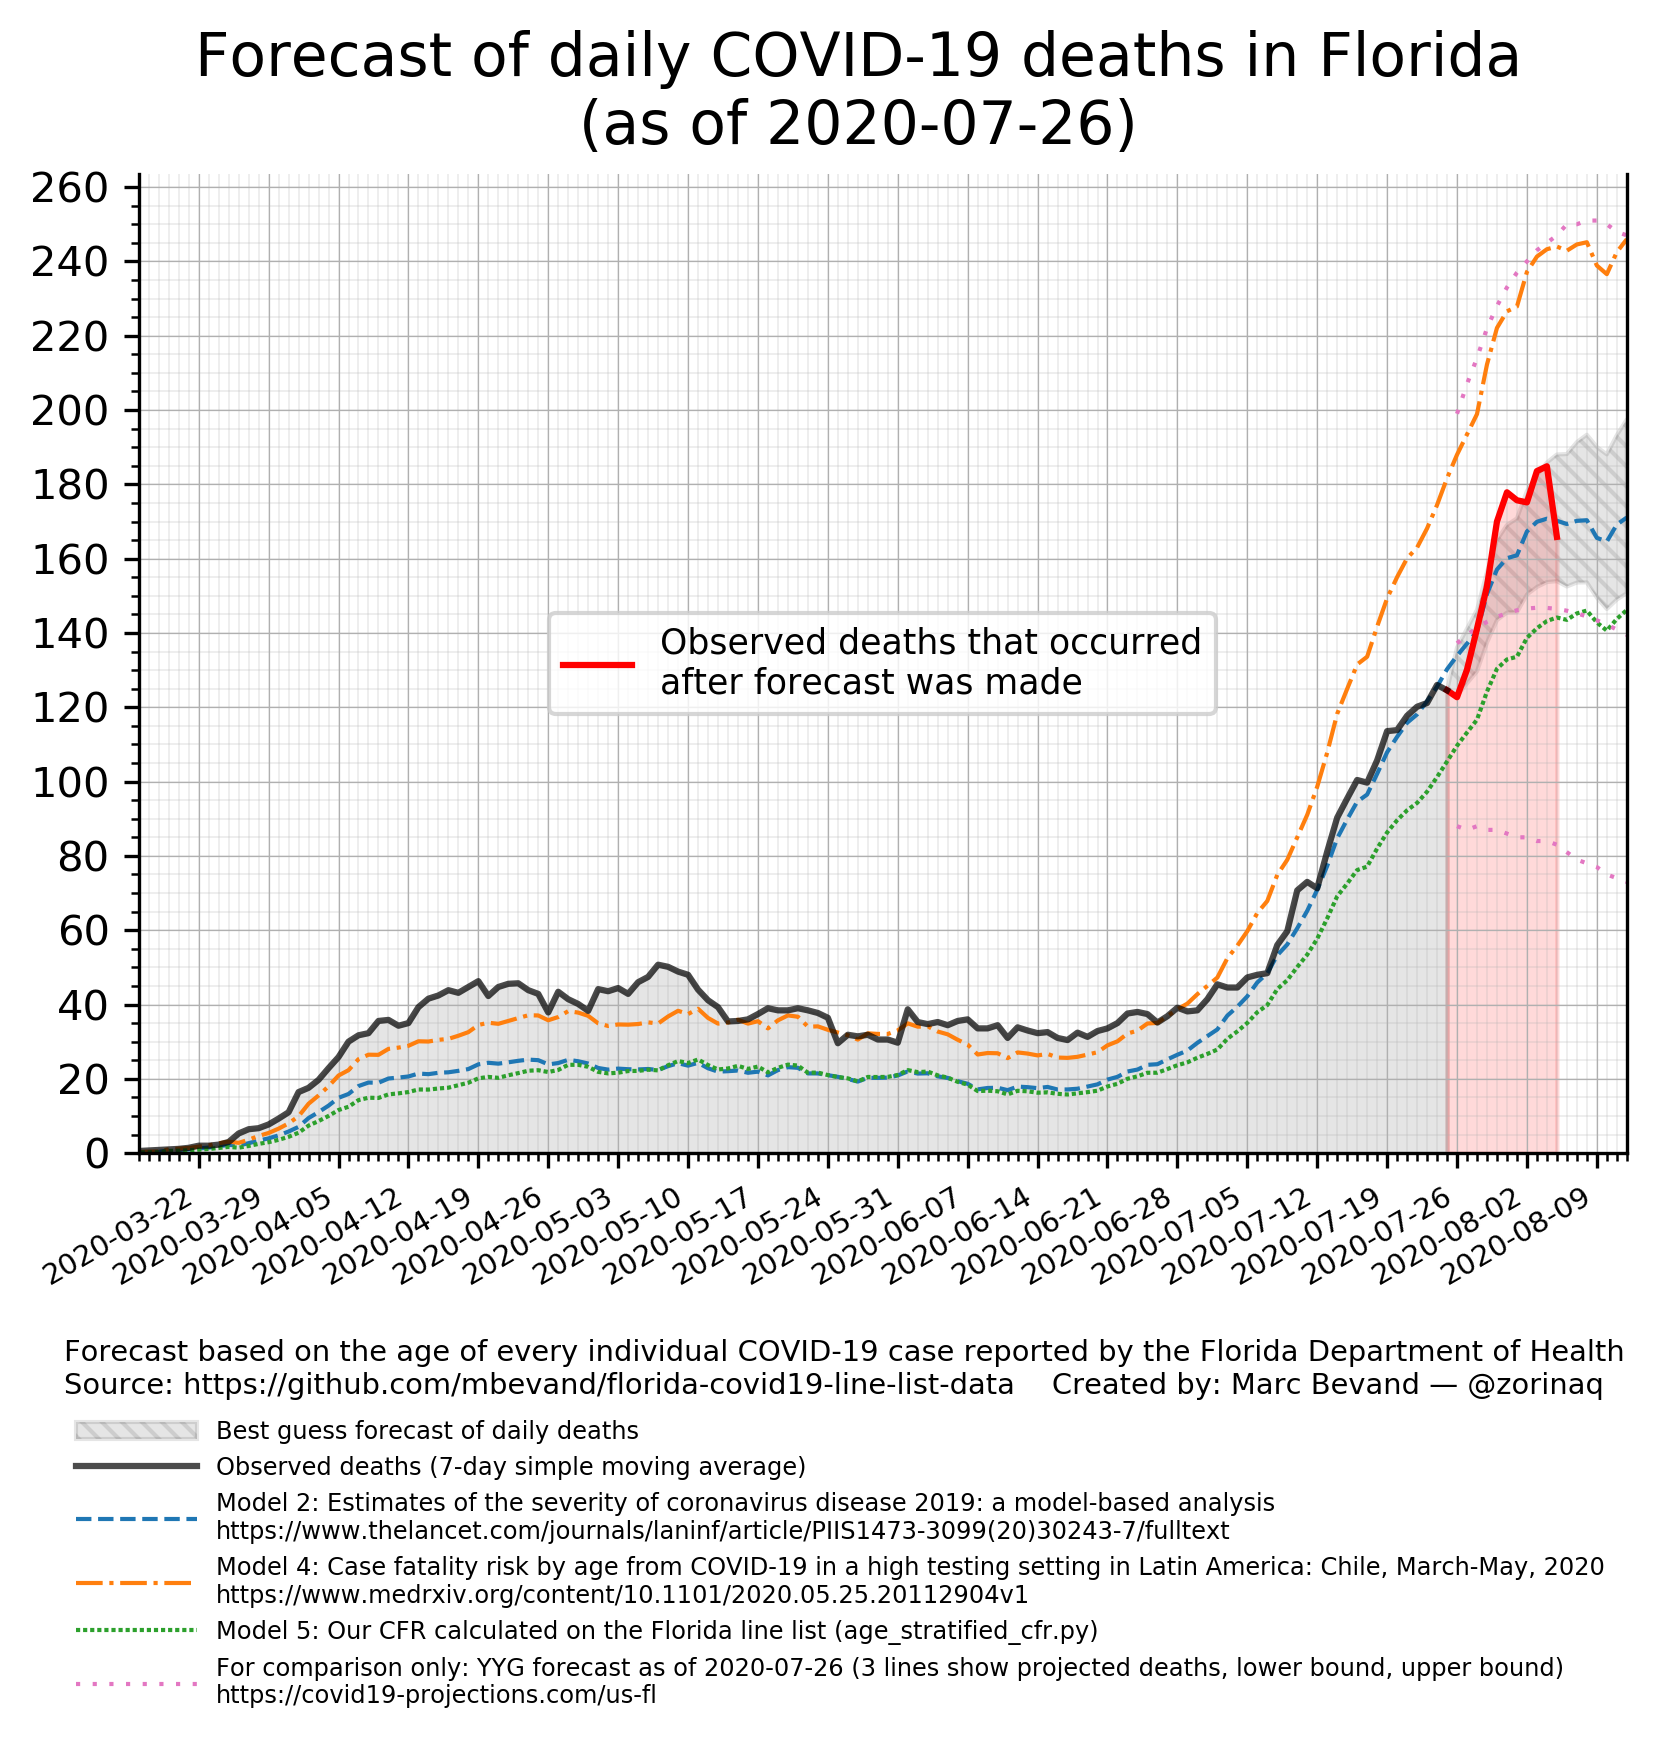 Forecast of daily COVID-19 deaths in Florida
(as of 2020-07-26)
260
240
220
200
180
160
140
120
100
80
60
40
20
0
Observed deaths that occurred
after forecast was made
2020-03-22
2020-03-29
2020-04-05
2020-04-12
2020-04-19
2020-04-26
2020-05-03
2020-05-10
2020-05-17
2020-05-24
2020-05-31
2020-06-07
2020-06-14
2020-06-21
2020-06-28
2020-07-05
2020-07-12
2020-07-19
2020-07-26
2020-08-02
2020-08-09
Forecast based on the age of every individual COVID-19 case reported by the Florida Department of Health
Source: https://github.com/mbevand/florida-covid19-line-list-data Created by: Marc Bevand — @zorinaq
Best guess forecast of daily deaths
Observed deaths (7-day simple moving average)
Model 2: Estimates of the severity of coronavirus disease 2019: a model-based analysis
https://www.thelancet.com/journals/laninf/article/PIIS1473-3099(20)30243-7/fulltext
Model 4: Case fatality risk by age from COVID-19 in a high testing setting in Latin America: Chile, March-May, 2020
https://www.medrxiv.org/content/10.1101/2020.05.25.20112904v1
Model 5: Our CFR calculated on the Florida line list (age_stratified_cfr.py)
For comparison only: YYG forecast as of 2020-07-26 (3 lines show projected deaths, lower bound, upper bound)
https://covid19-projections.com/us-fl